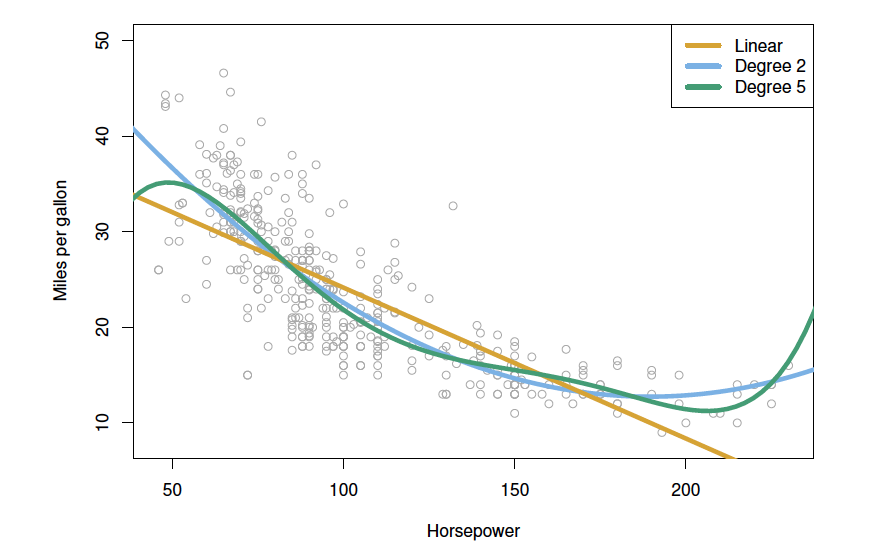 Linear
Degree 2
Degree 5
50
40
30
20
10
Miles per gallon
50 100 150 200
Horsepower